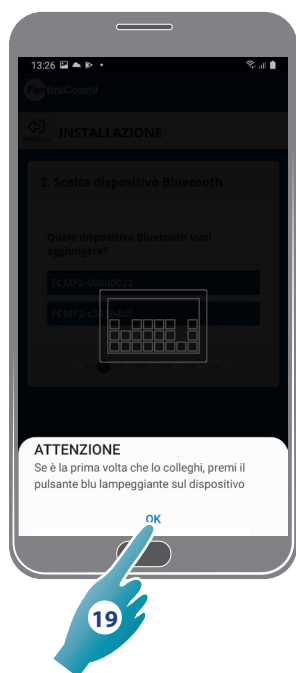 13:26
FantiniCosmi
INSTALLAZIONE
2. Scelta dispositivo Bluetooth
Quale dispositivo Bluetooth vuoi
aggiungere?
ECMF2-00000022
ATTENZIONE
Se è la prima volta che lo colleghi, premi il
pulsante blu lampeggiante sul dispositivo
OK
19